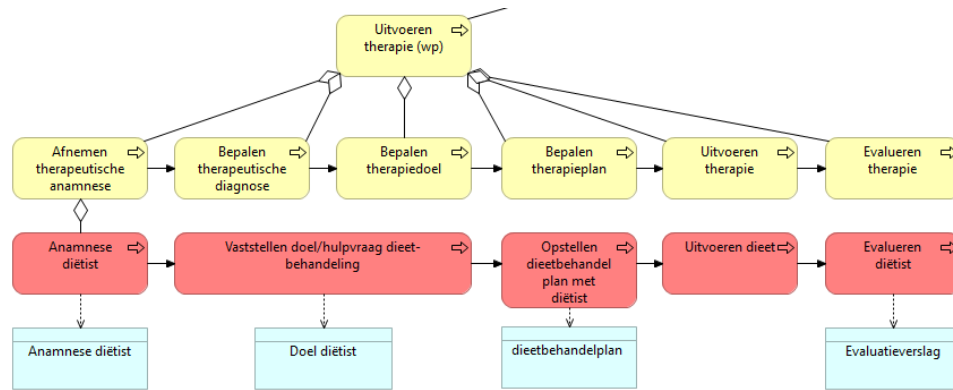 Uitvoeren
therapie (wp)
Afnemen
therapeutische
anamnese
Bepalen
therapeutische
diagnose
Bepalen
therapiedoel
Bepalen
therapieplan
Uitvoeren
therapie
Evalueren
therapie
Anamnese
diëtist
Vaststellen doel/hulpvraag dieet-
behandeling
Opstellen
dieetbehandel
plan met
diëtist
Uitvoeren dieet
Evalueren
diëtist
Anamnese diëtist
Doel diëtist
dieetbehandelplan
Evaluatieverslag